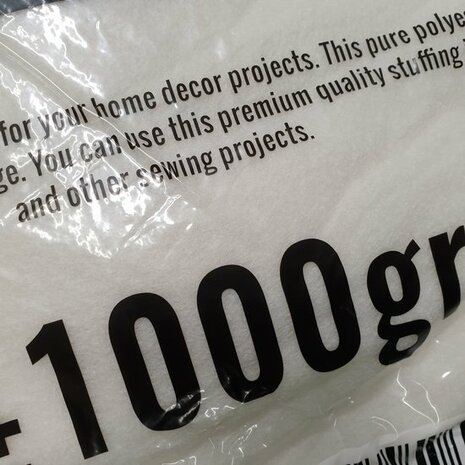 for your home decor projects. This pure polye
ge. You can use this premium quality stuffing
and other sewing projects.
±1000gr